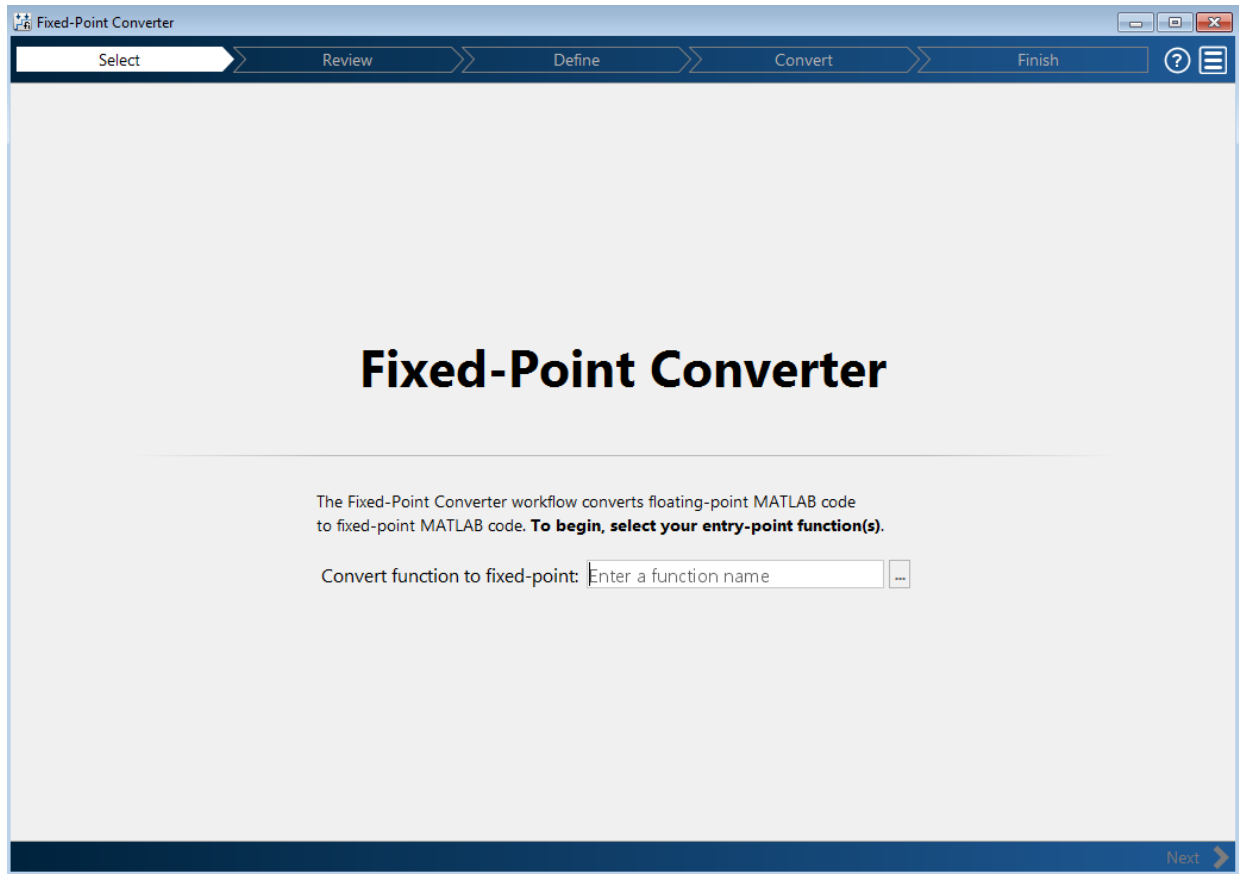 Fixed-Point Converter
Select Review Define Convert Finish
Fixed-Point Converter
The Fixed-Point Converter workflow converts floating-point MATLAB code
to fixed-point MATLAB code. To begin, select your entry-point function(s).
Convert function to fixed-point: Enter a function name ...
Next